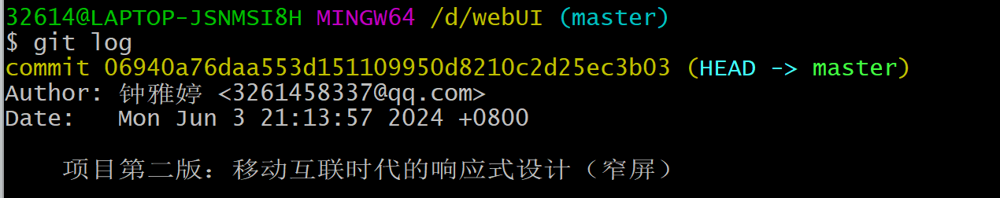 32614@LAPTOP-JSNMSI8H MINGW64 /d/webUI (master)
$ git log
commit 06940a76daa553d151109950d8210c2d25ec3b03 (HEAD -> master)
Author: 钟雅婷 <3261458337@qq.com>
Date:   Mon Jun 3 21:13:57 2024 +0800
    项目第二版：移动互联时代的响应式设计（窄屏）